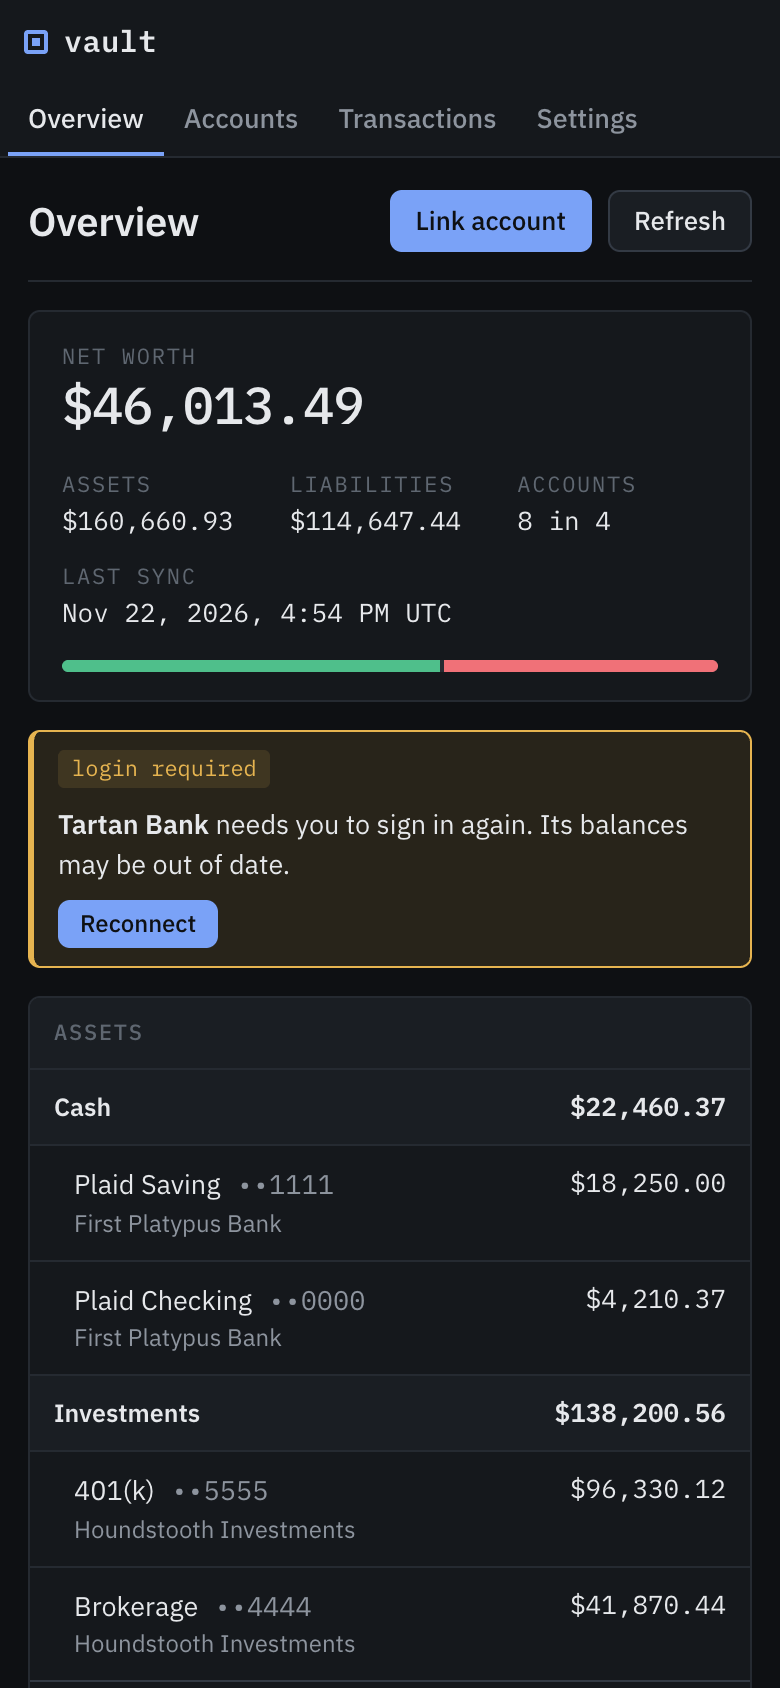 vault
Overview Accounts Transactions Settings
Overview
Link account
Refresh
NET WORTH
$46,013.49
ASSETS LIABILITIES ACCOUNTS
$160,660.93 $114,647.44 8 in 4
LAST SYNC
Nov 22, 2026, 4:54 PM UTC
login required
Tartan Bank needs you to sign in again. Its balances
may be out of date.
Reconnect
ASSETS
Cash $22,460.37
Plaid Saving ••1111 $18,250.00
First Platypus Bank
Plaid Checking ••0000 $4,210.37
First Platypus Bank
Investments $138,200.56
401(k) ••5555 $96,330.12
Houndstooth Investments
Brokerage ••4444 $41,870.44
Houndstooth Investments